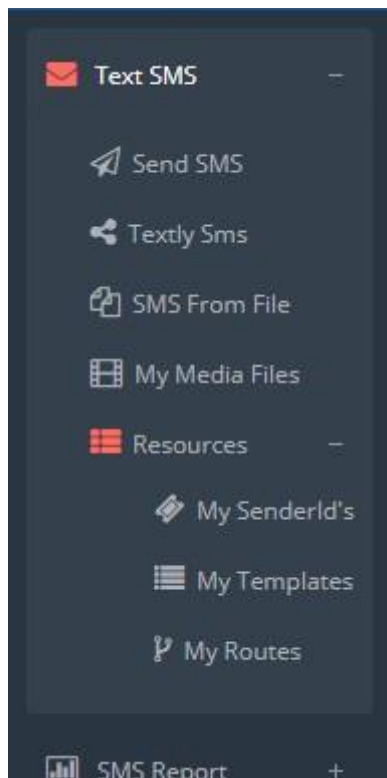 Text SMS −
Send SMS
Textly Sms
SMS From File
My Media Files
Resources −
My SenderId's
My Templates
My Routes
SMS Report +